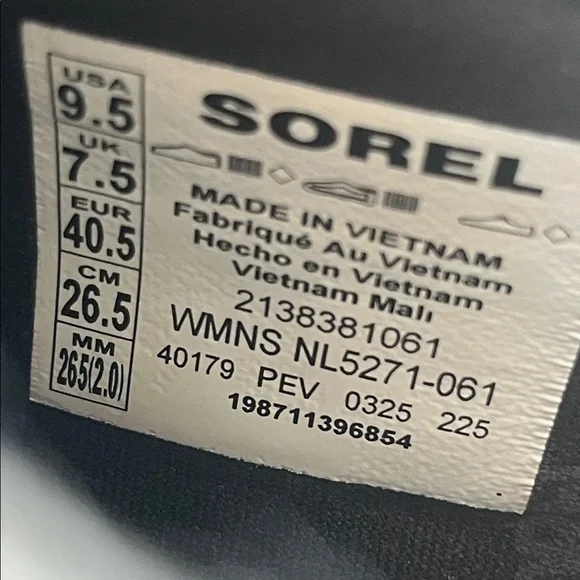 USA
9.5
UK
7.5
EUR
40.5
CM
26.5
MM
265(2.0)
SOREL
MADE IN VIETNAM
Fabriqué Au Vietnam
Hecho en Vietnam
Vietnam Malı
2138381061
WMNS NL5271-061
40179 PEV 0325 225
198711396854